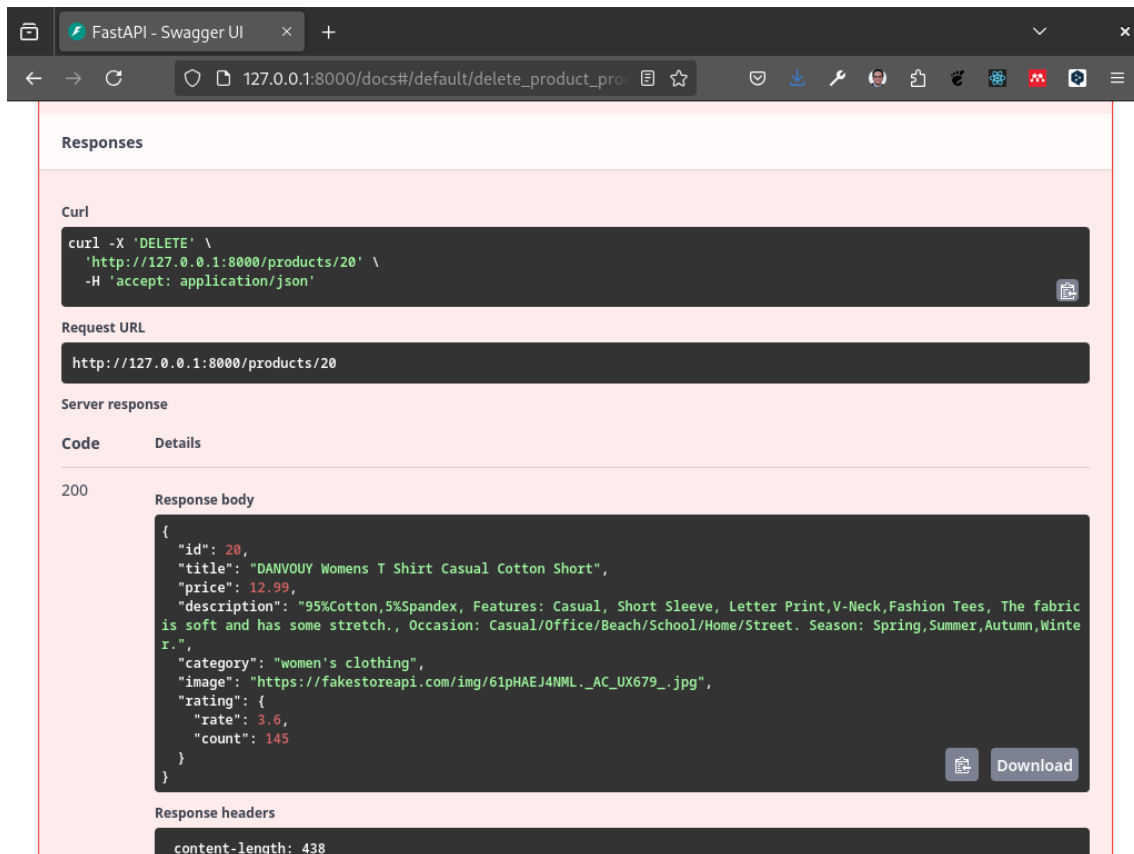 FastAPI - Swagger UI
127.0.0.1:8000/docs#/default/delete_product_proc
Responses
Curl
curl -X 'DELETE' \
'http://127.0.0.1:8000/products/20' \
-H 'accept: application/json'
Request URL
http://127.0.0.1:8000/products/20
Server response
Code Details
200
Response body
{
"id": 20,
"title": "DANVOUY Womens T Shirt Casual Cotton Short",
"price": 12.99,
"description": "95%Cotton,5%Spandex, Features: Casual, Short Sleeve, Letter Print,V-Neck,Fashion Tees, The fabric
is soft and has some stretch., Occasion: Casual/Office/Beach/School/Home/Street. Season: Spring,Summer,Autumn,Winte
r.",
"category": "women's clothing",
"image": "https://fakestoreapi.com/img/61pHAEJ4NML._AC_UX679_.jpg",
"rating": {
"rate": 3.6,
"count": 145
}
}
Download
Response headers
content-length: 438